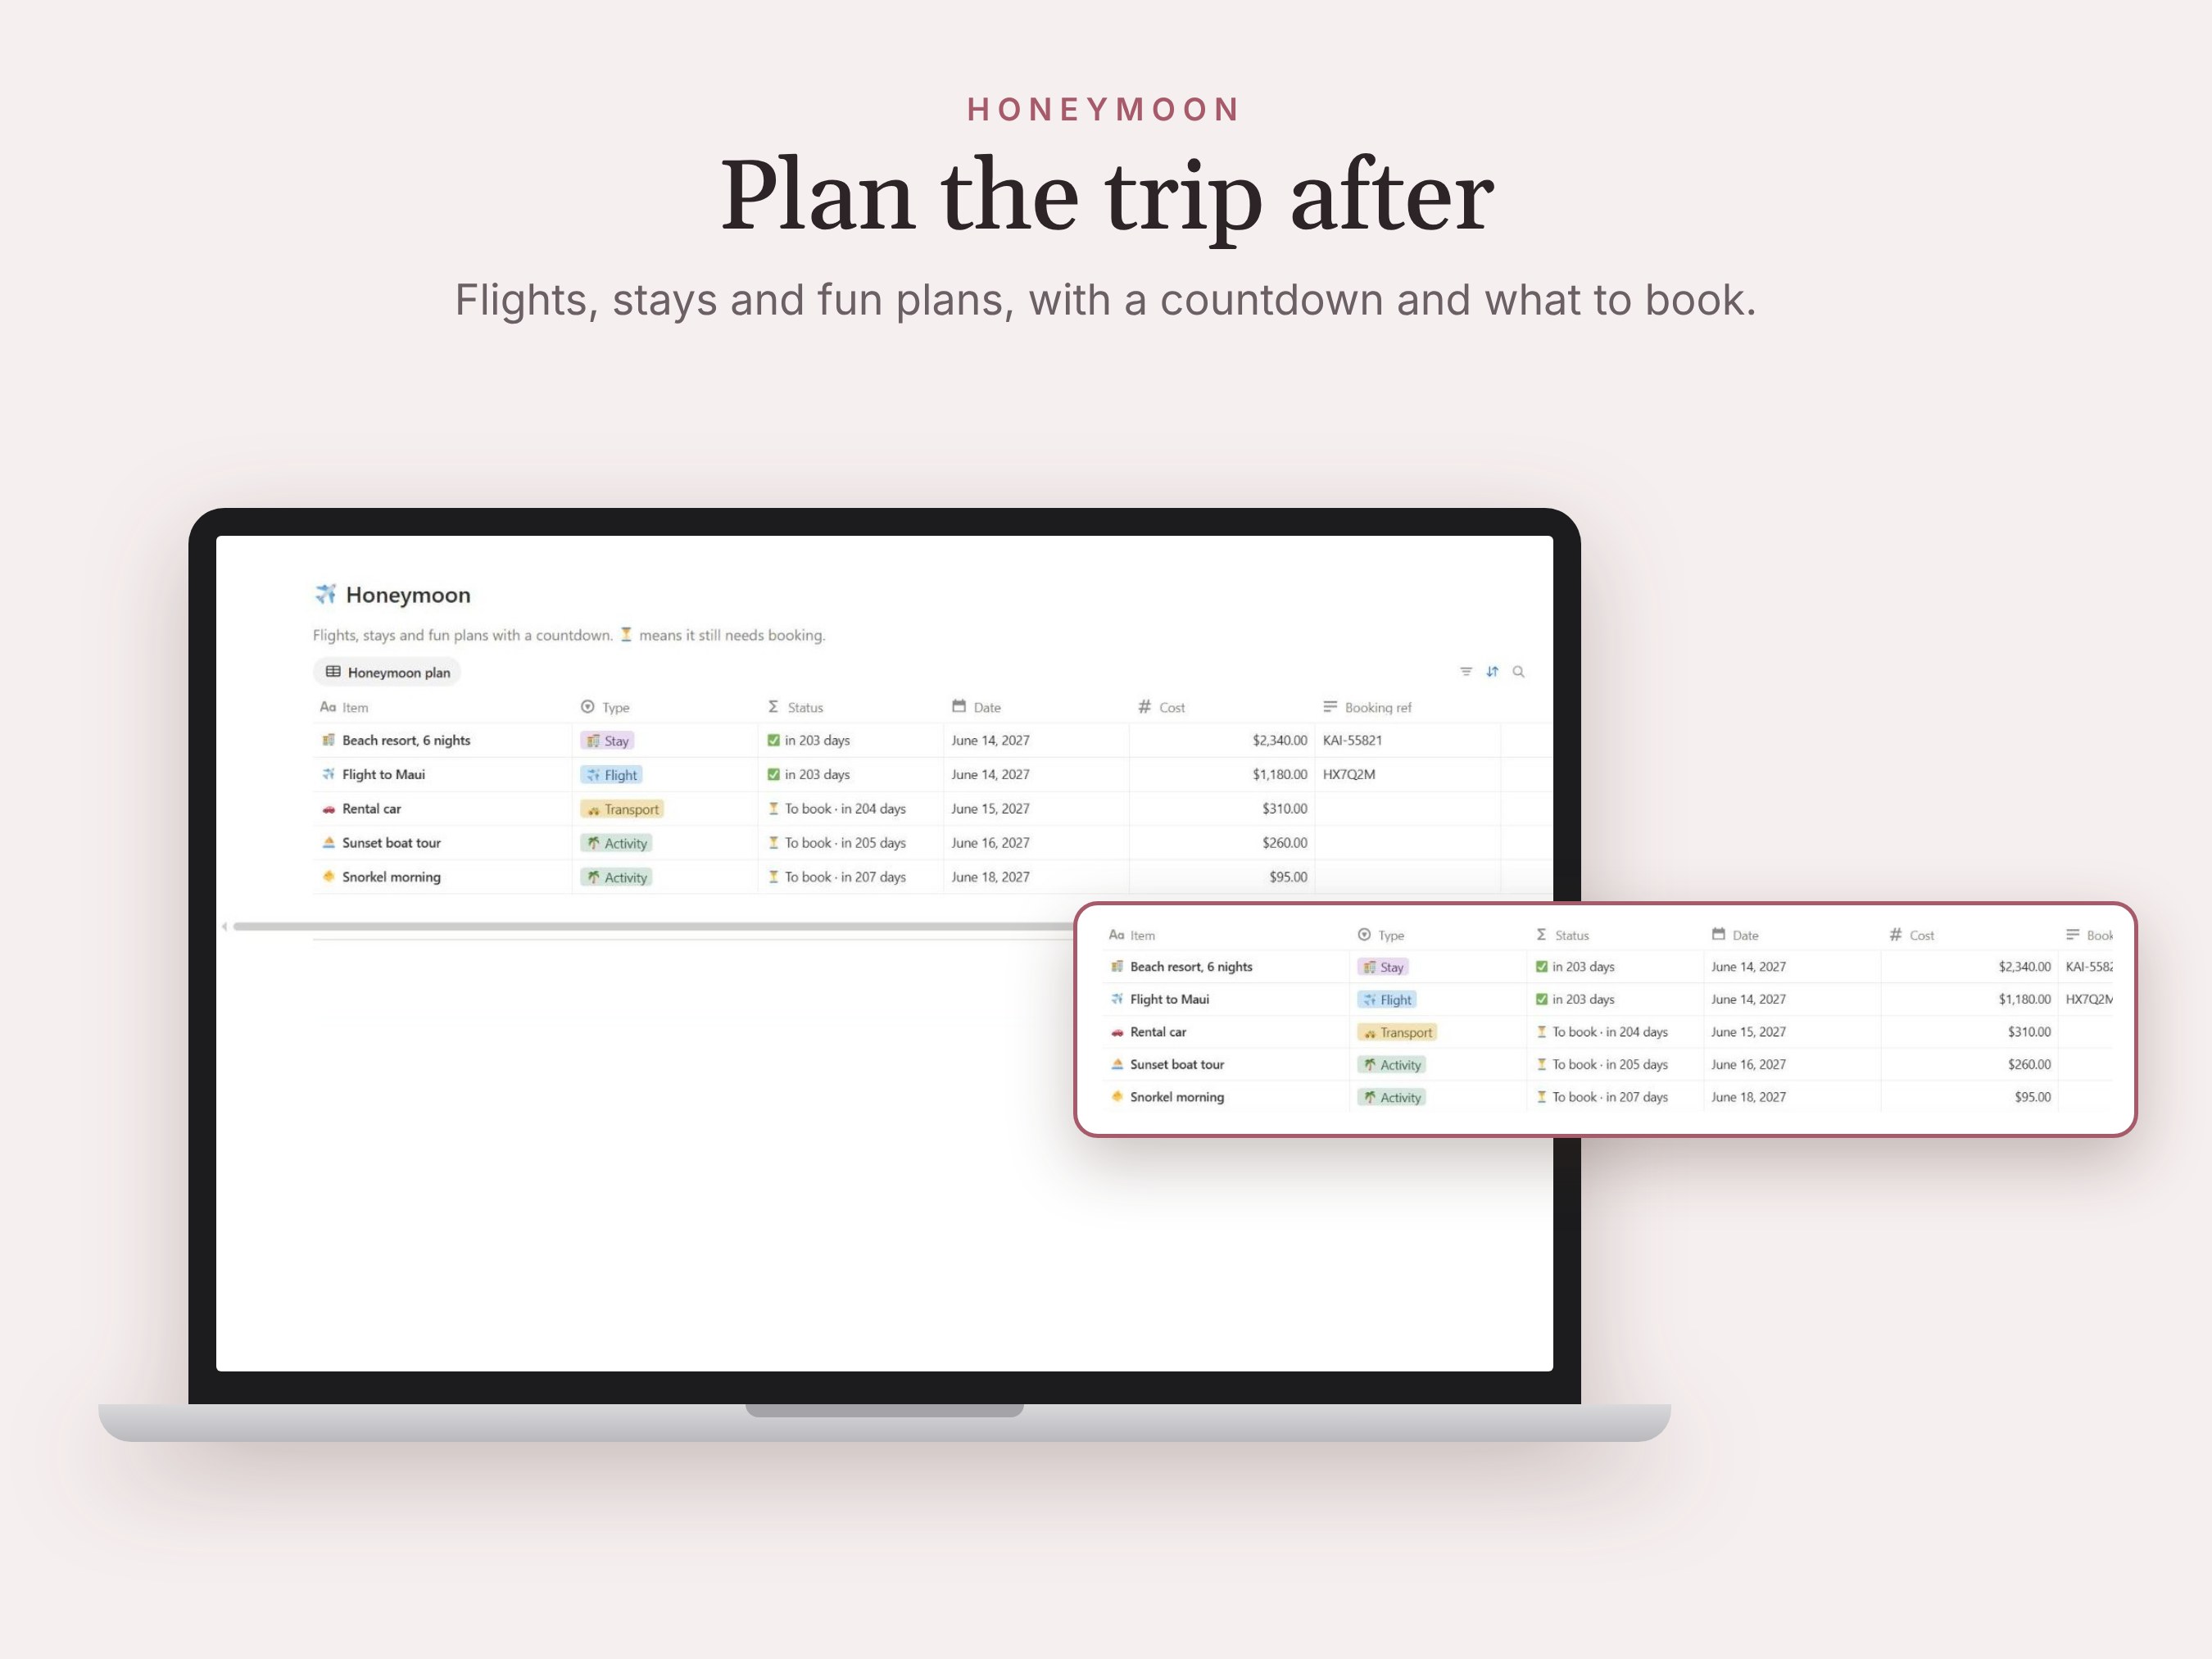 HONEYMOON
Plan the trip after
Flights, stays and fun plans, with a countdown and what to book.
✈️ Honeymoon
Flights, stays and fun plans with a countdown. ⏳ means it still needs booking.
Honeymoon plan
Aa Item Type Σ Status Date # Cost Booking ref
Beach resort, 6 nights Stay ✅ in 203 days June 14, 2027 $2,340.00 KAI-55821
Flight to Maui Flight ✅ in 203 days June 14, 2027 $1,180.00 HX7Q2M
Rental car Transport ⏳ To book · in 204 days June 15, 2027 $310.00
Sunset boat tour Activity ⏳ To book · in 205 days June 16, 2027 $260.00
Snorkel morning Activity ⏳ To book · in 207 days June 18, 2027 $95.00
Aa Item Type Σ Status Date # Cost Book
Beach resort, 6 nights Stay ✅ in 203 days June 14, 2027 $2,340.00 KAI-5582
Flight to Maui Flight ✅ in 203 days June 14, 2027 $1,180.00 HX7Q2M
Rental car Transport ⏳ To book · in 204 days June 15, 2027 $310.00
Sunset boat tour Activity ⏳ To book · in 205 days June 16, 2027 $260.00
Snorkel morning Activity ⏳ To book · in 207 days June 18, 2027 $95.00